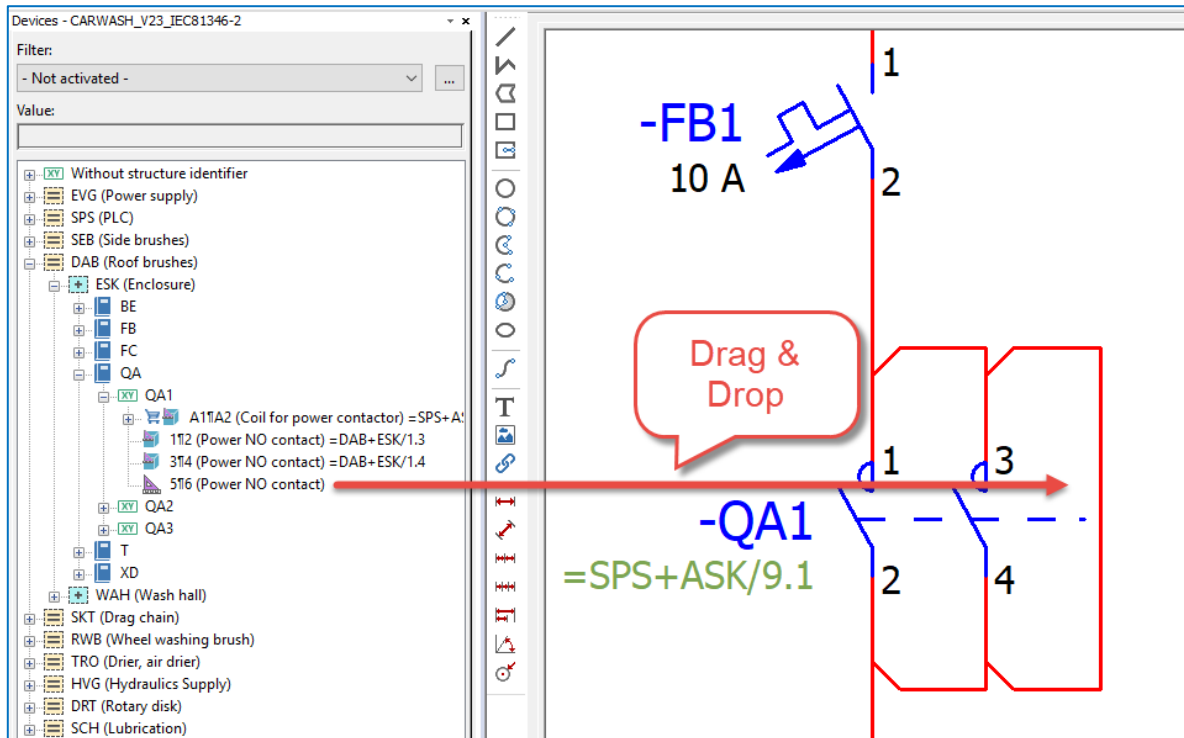 Devices - CARWASH_V23_IEC81346-2
Filter:
- Not activated -
...
Value:
Without structure identifier
EVG (Power supply)
SPS (PLC)
SEB (Side brushes)
DAB (Roof brushes)
ESK (Enclosure)
BE
FB
FC
QA
QA1
A1¶A2 (Coil for power contactor) =SPS+AS
1¶2 (Power NO contact) =DAB+ESK/1.3
3¶4 (Power NO contact) =DAB+ESK/1.4
5¶6 (Power NO contact)
QA2
QA3
T
XD
WAH (Wash hall)
SKT (Drag chain)
RWB (Wheel washing brush)
TRO (Drier, air drier)
HVG (Hydraulics Supply)
DRT (Rotary disk)
SCH (Lubrication)
T
1
-FB1
10 A
2
Drag &
Drop
1
3
-QA1
=SPS+ASK/9.1
2
4